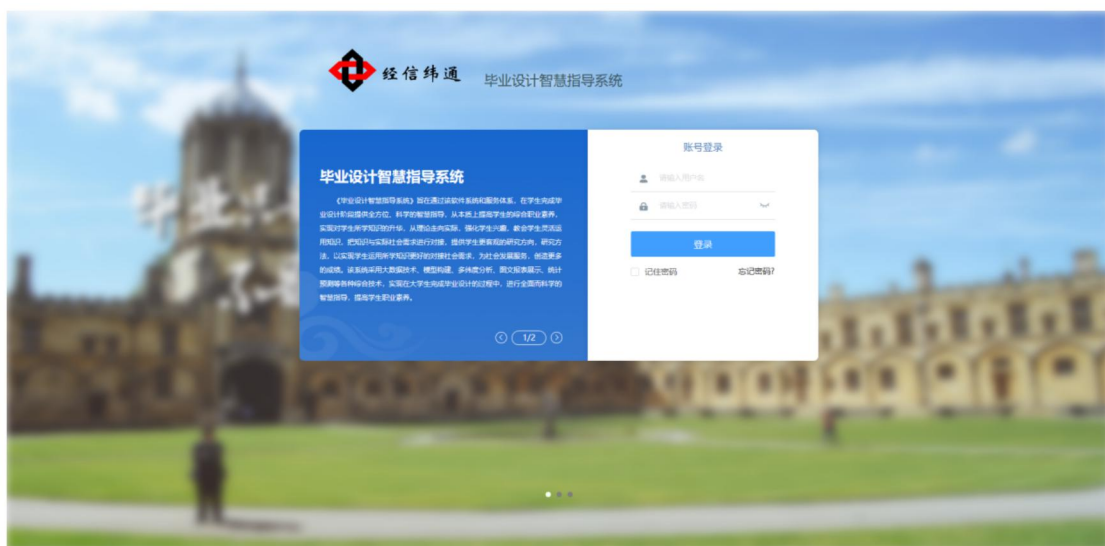 经信纬通
毕业设计智慧指导系统
账号登录
毕业设计智慧指导系统
《毕业设计智慧指导系统》旨在通过该软件系统和服务体系，在学生完成毕
业设计阶段提供全方位、科学的智慧指导，从本质上提高学生的综合职业素养，
实现对学生所学知识的升华，从理论走向实际，强化学生兴趣，教会学生灵活运
用知识，把知识与实际社会需求进行对接，提供学生更客观的研究方向，研究方
法，以实现学生运用所学知识更好的对接社会需求，为社会发展服务，创造更多
的成绩。该系统采用大数据技术、模型构建、多纬度分析、图文报表展示、统计
预测等各种综合技术，实现在大学生完成毕业设计的过程中，进行全面而科学的
智慧指导，提高学生职业素养。
1/2
请输入用户名
请输入密码
登录
记住密码
忘记密码?